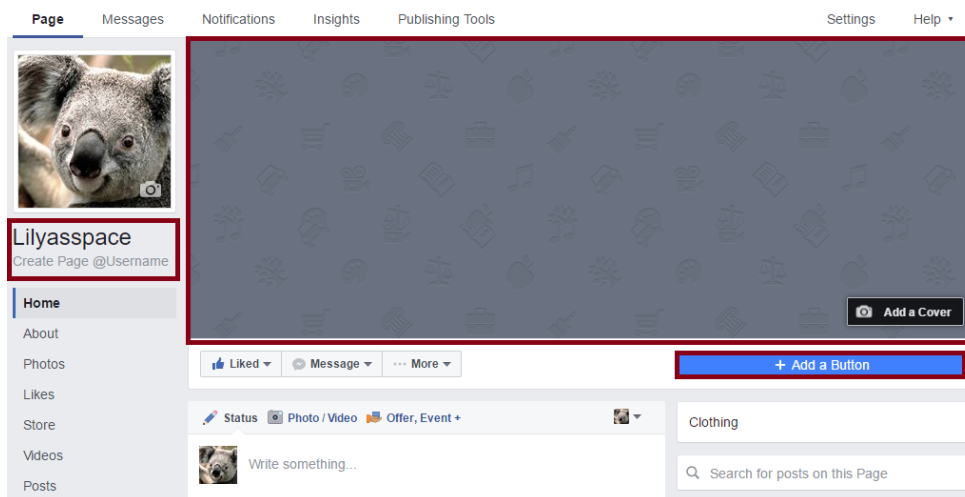 Page Messages Notifications Insights Publishing Tools Settings Help
Lilyasspace
Create Page @Username
Home
About
Photos
Likes
Store
Videos
Posts
Add a Cover
Liked Message More
+ Add a Button
Status Photo / Video Offer, Event +
Write something...
Clothing
Search for posts on this Page